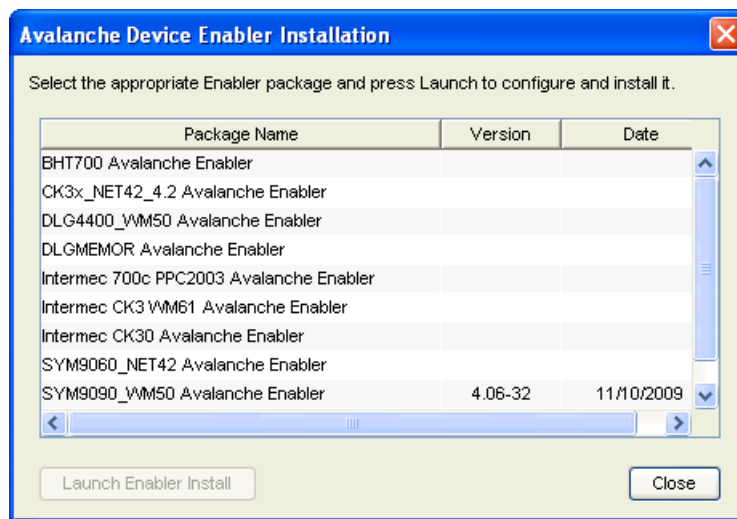 Avalanche Device Enabler Installation
Select the appropriate Enabler package and press Launch to configure and install it.
Package Name Version Date
BHT700 Avalanche Enabler
CK3x_NET42_4.2 Avalanche Enabler
DLG4400_WM50 Avalanche Enabler
DLGMEMOR Avalanche Enabler
Intermec 700c PPC2003 Avalanche Enabler
Intermec CK3 WM61 Avalanche Enabler
Intermec CK30 Avalanche Enabler
SYM9060_NET42 Avalanche Enabler
SYM9090_WM50 Avalanche Enabler 4.06-32 11/10/2009
Launch Enabler Install Close